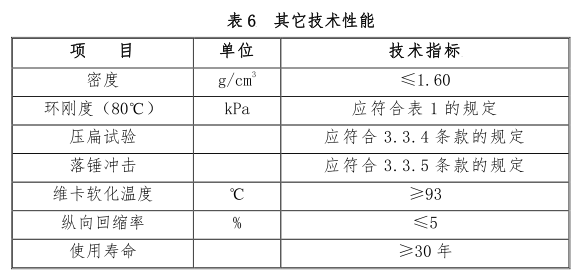 表6 其它技术性能
项 目 单位 技术指标
密度 g/cm³ ≤1.60
环刚度（80℃） kPa 应符合表1的规定
压扁试验 应符合3.3.4条款的规定
落锤冲击 应符合3.3.5条款的规定
维卡软化温度 ℃ ≥93
纵向回缩率 % ≤5
使用寿命 ≥30年